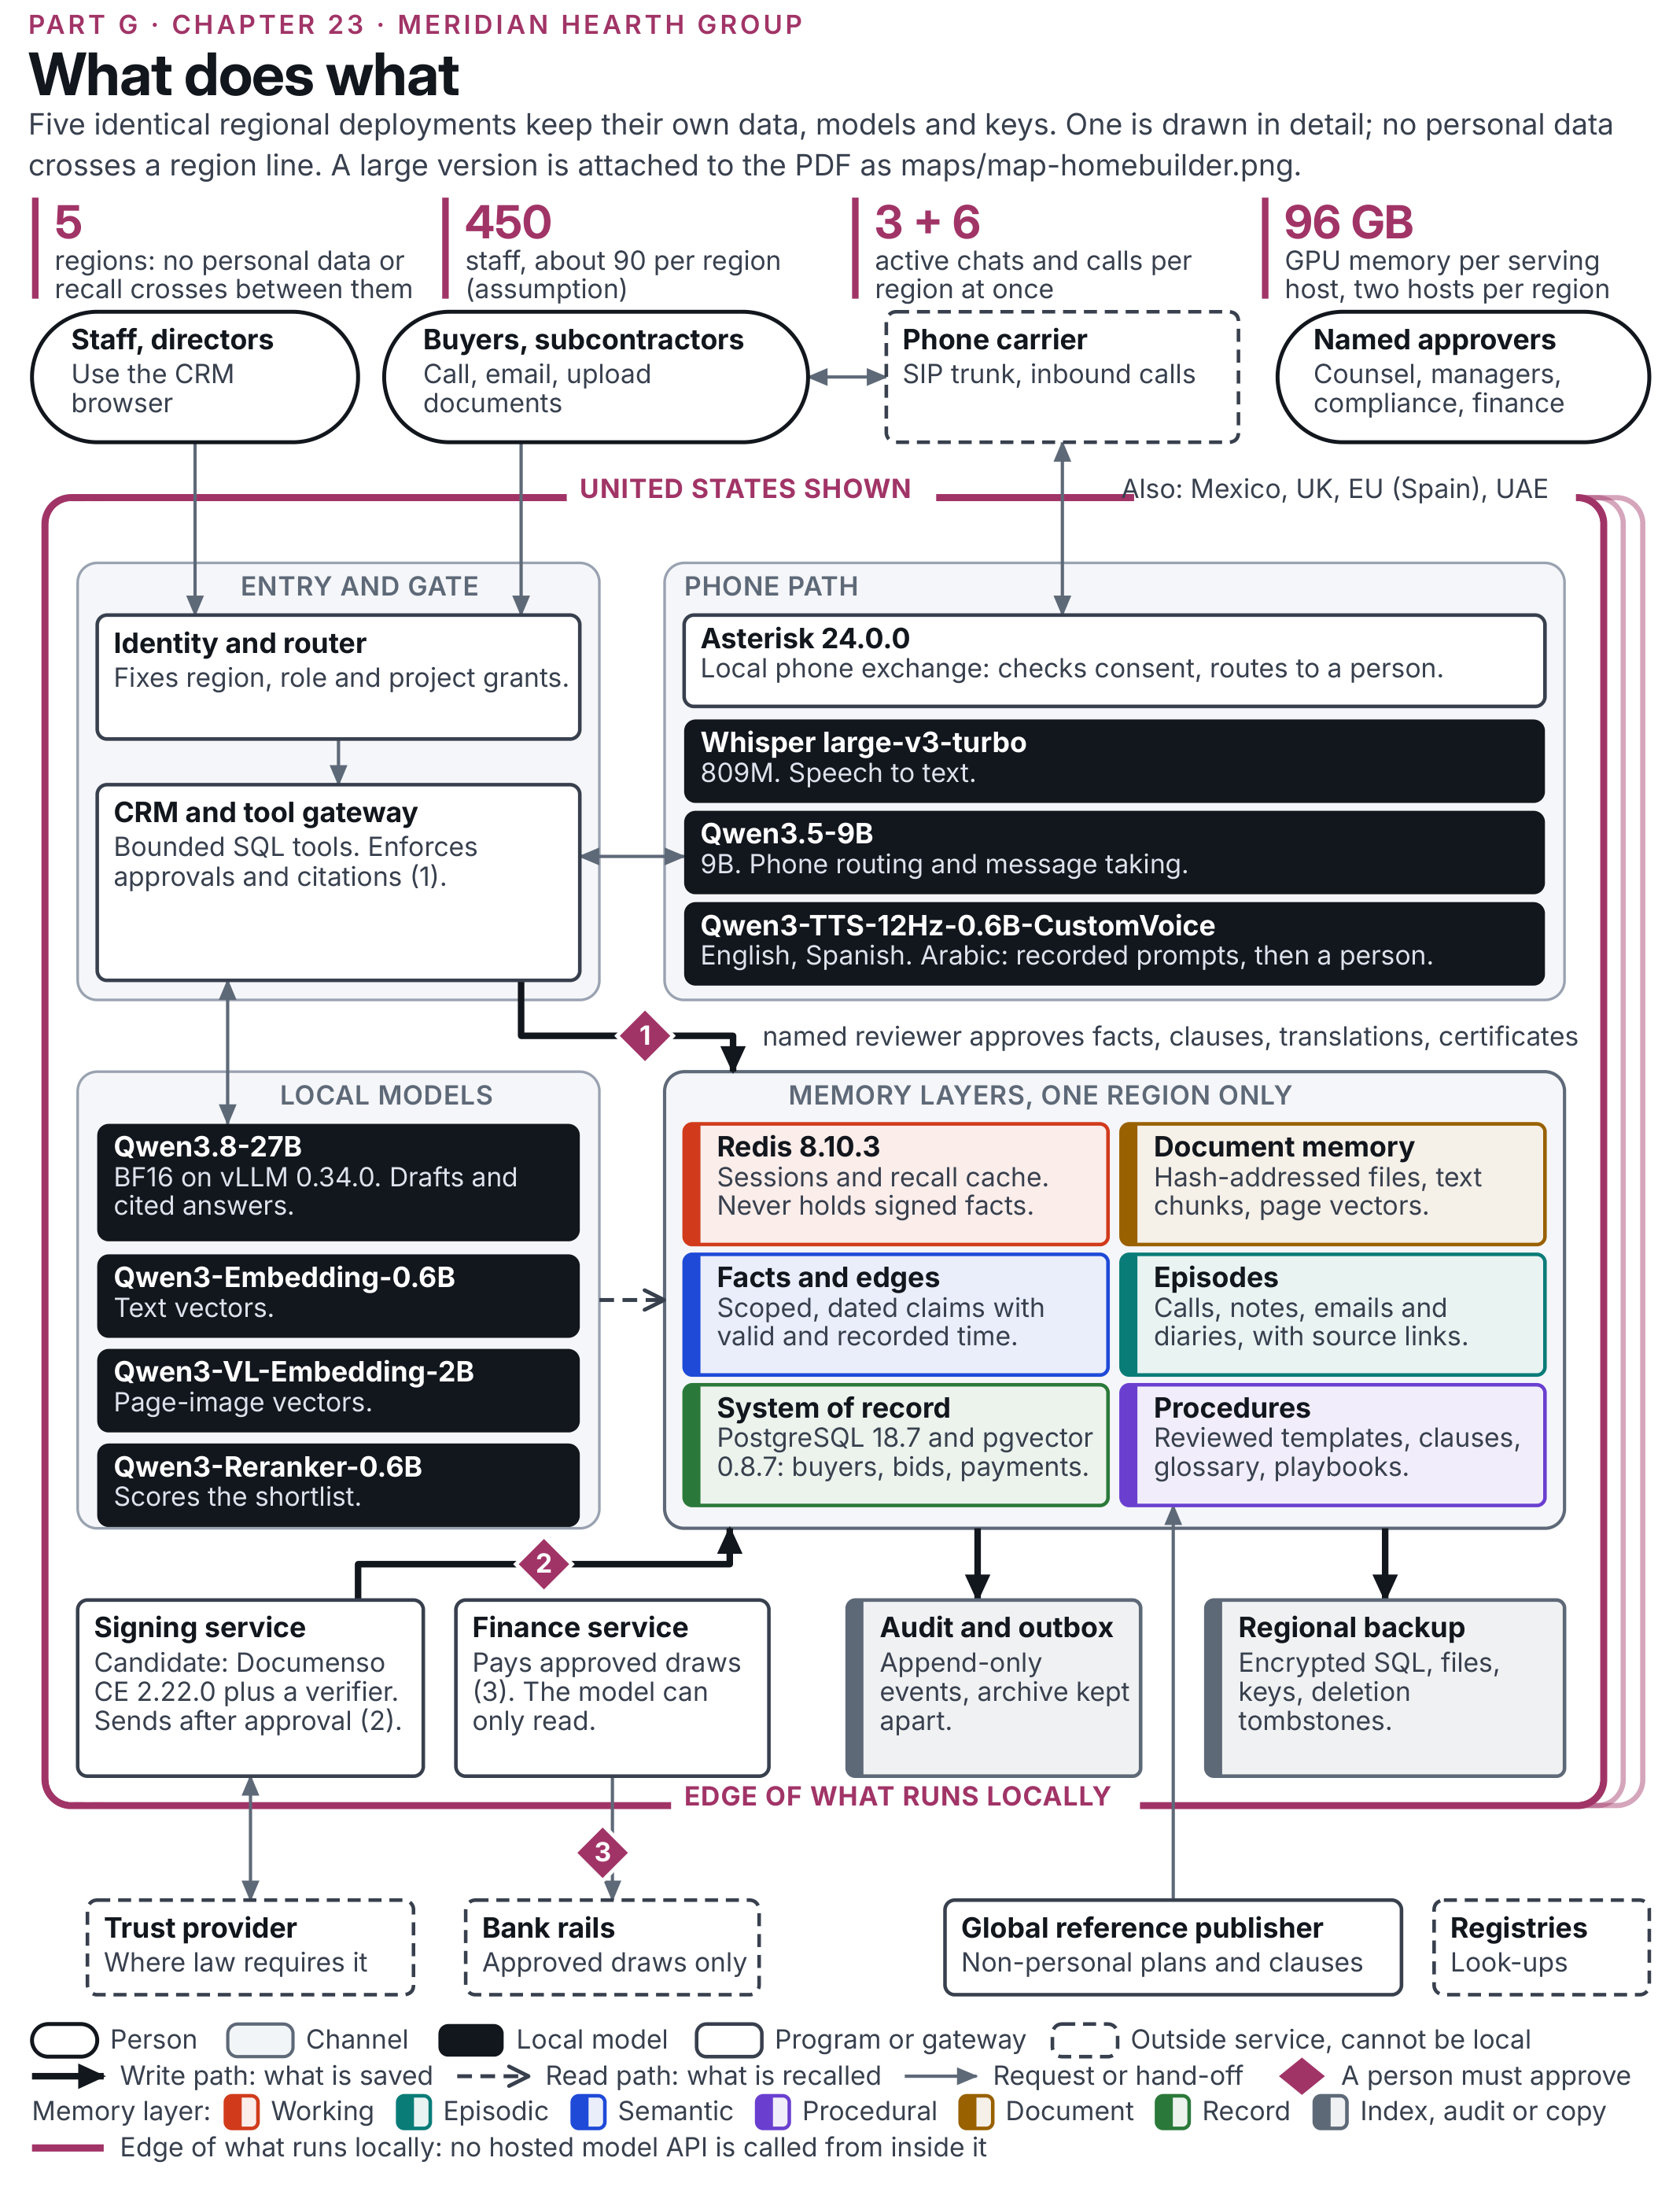 PART G · CHAPTER 23 · MERIDIAN HEARTH GROUP
What does what
Five identical regional deployments keep their own data, models and keys. One is drawn in detail; no personal data
crosses a region line. A large version is attached to the PDF as maps/map-homebuilder.png.
5
regions: no personal data or
recall crosses between them
450
staff, about 90 per region
(assumption)
3 + 6
active chats and calls per
region at once
96 GB
GPU memory per serving
host, two hosts per region
Staff, directors
Use the CRM
browser
Buyers, subcontractors
Call, email, upload
documents
Phone carrier
SIP trunk, inbound calls
Named approvers
Counsel, managers,
compliance, finance
UNITED STATES SHOWN
Also: Mexico, UK, EU (Spain), UAE
ENTRY AND GATE
Identity and router
Fixes region, role and project grants.
CRM and tool gateway
Bounded SQL tools. Enforces
approvals and citations (1).
PHONE PATH
Asterisk 24.0.0
Local phone exchange: checks consent, routes to a person.
Whisper large-v3-turbo
809M. Speech to text.
Qwen3.5-9B
9B. Phone routing and message taking.
Qwen3-TTS-12Hz-0.6B-CustomVoice
English, Spanish. Arabic: recorded prompts, then a person.
1
named reviewer approves facts, clauses, translations, certificates
LOCAL MODELS
Qwen3.8-27B
BF16 on vLLM 0.34.0. Drafts and
cited answers.
Qwen3-Embedding-0.6B
Text vectors.
Qwen3-VL-Embedding-2B
Page-image vectors.
Qwen3-Reranker-0.6B
Scores the shortlist.
MEMORY LAYERS, ONE REGION ONLY
Redis 8.10.3
Sessions and recall cache.
Never holds signed facts.
Document memory
Hash-addressed files, text
chunks, page vectors.
Facts and edges
Scoped, dated claims with
valid and recorded time.
Episodes
Calls, notes, emails and
diaries, with source links.
System of record
PostgreSQL 18.7 and pgvector
0.8.7: buyers, bids, payments.
Procedures
Reviewed templates, clauses,
glossary, playbooks.
2
Signing service
Candidate: Documenso
CE 2.22.0 plus a verifier.
Sends after approval (2).
Finance service
Pays approved draws
(3). The model can
only read.
Audit and outbox
Append-only
events, archive kept
apart.
Regional backup
Encrypted SQL, files,
keys, deletion
tombstones.
EDGE OF WHAT RUNS LOCALLY
3
Trust provider
Where law requires it
Bank rails
Approved draws only
Global reference publisher
Non-personal plans and clauses
Registries
Look-ups
Person
Channel
Local model
Program or gateway
Outside service, cannot be local
Write path: what is saved
Read path: what is recalled
Request or hand-off
A person must approve
Memory layer:
Working
Episodic
Semantic
Procedural
Document
Record
Index, audit or copy
Edge of what runs locally: no hosted model API is called from inside it